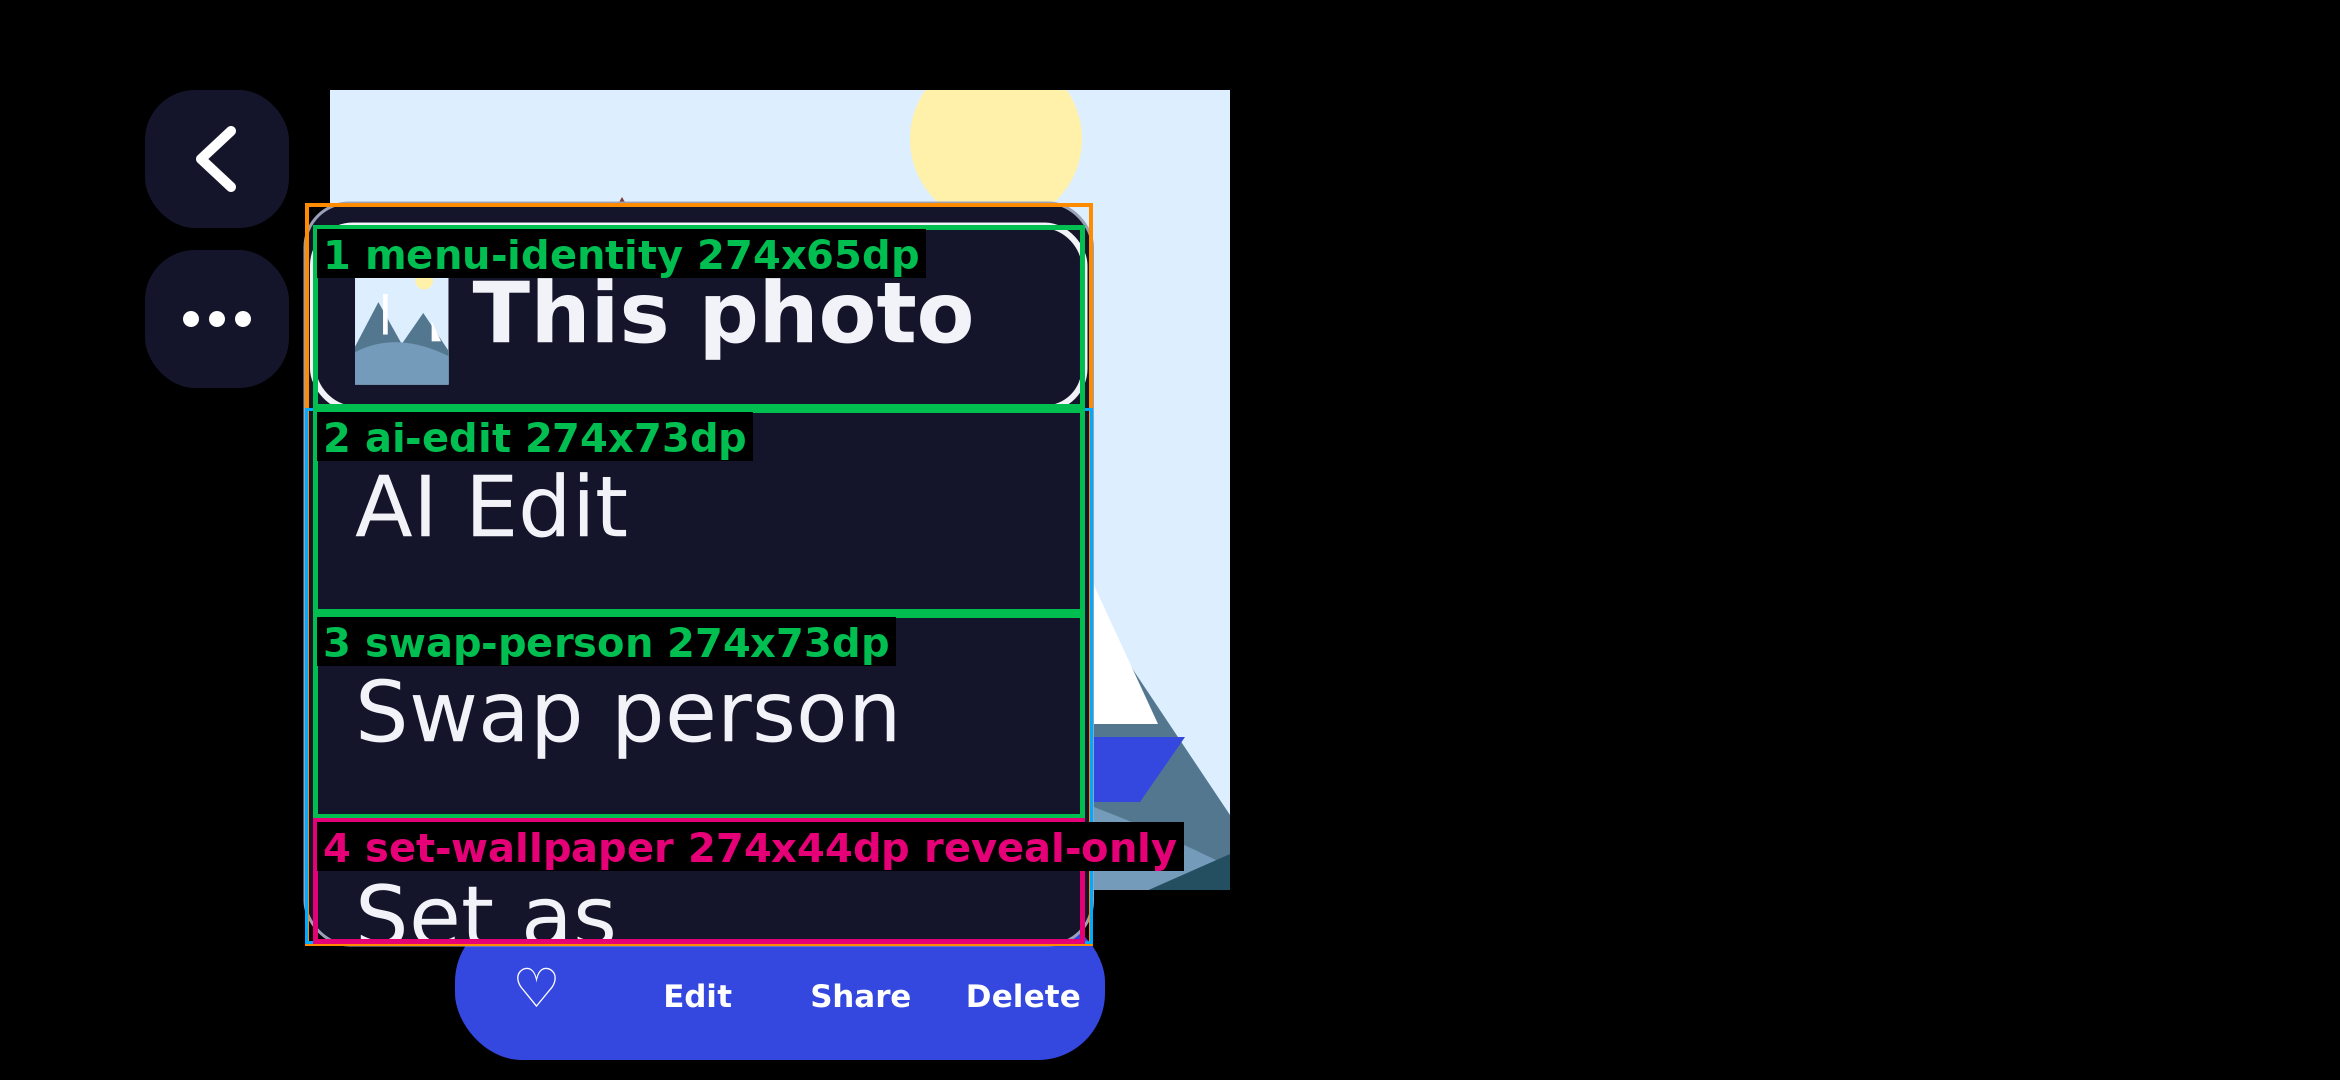 1 menu-identity 274x65dp
This photo
2 ai-edit 274x73dp
AI Edit
3 swap-person 274x73dp
Swap person
4 set-wallpaper 274x44dp reveal-only
Set as
♡ Edit Share Delete